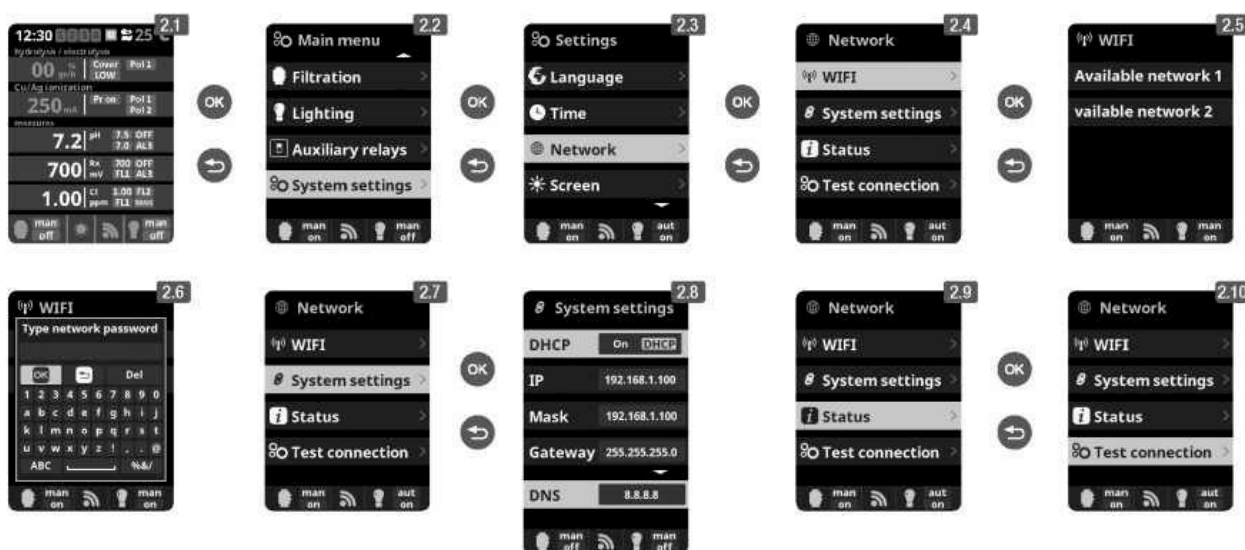 2.1
12:30 25
hydrolysis / electrolysis
00 % gr/h Cover LOW Pol 1
Cu/Ag ionization
250 mA Pr on Pol 1 Pol 2
measures
7.2 pH 7.5 OFF 7.0 AL3
700 Rx mV 700 OFF FL1 AL3
1.00 Cl ppm 1.00 FL2 FL1
man off man off
OK
2.2
Main menu
Filtration
Lighting
Auxiliary relays
System settings
man on man off
OK
2.3
Settings
Language
Time
Network
Screen
man on aut on
OK
2.4
Network
WIFI
System settings
Status
Test connection
man on aut on
OK
2.5
WIFI
Available network 1
vailable network 2
man on man on
2.6
WIFI
Type network password
OK Del
1 2 3 4 5 6 7 8 9 0
a b c d e f g h i j
k l m n o p q r s t
u v w x y z ! , . @
ABC %&/
man on man on
2.7
Network
WIFI
System settings
Status
Test connection
man on aut on
OK
2.8
System settings
DHCP On DHCP
IP 192.168.1.100
Mask 192.168.1.100
Gateway 255.255.255.0
DNS 8.8.8.8
man off man off
2.9
Network
WIFI
System settings
Status
Test connection
man on aut on
OK
2.10
Network
WIFI
System settings
Status
Test connection
man on aut on